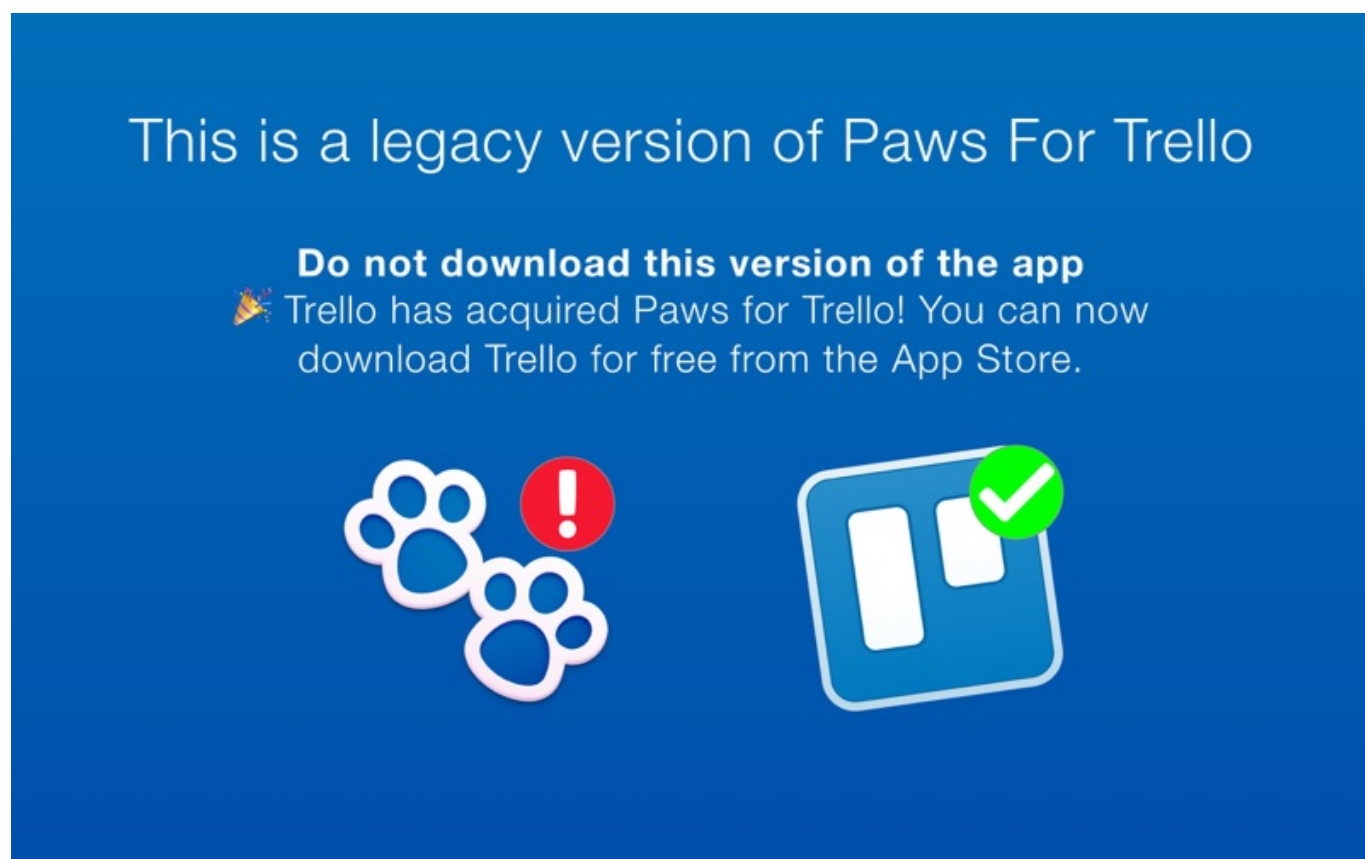 This is a legacy version of Paws For Trello
Do not download this version of the app
🎉 Trello has acquired Paws for Trello! You can now
download Trello for free from the App Store.